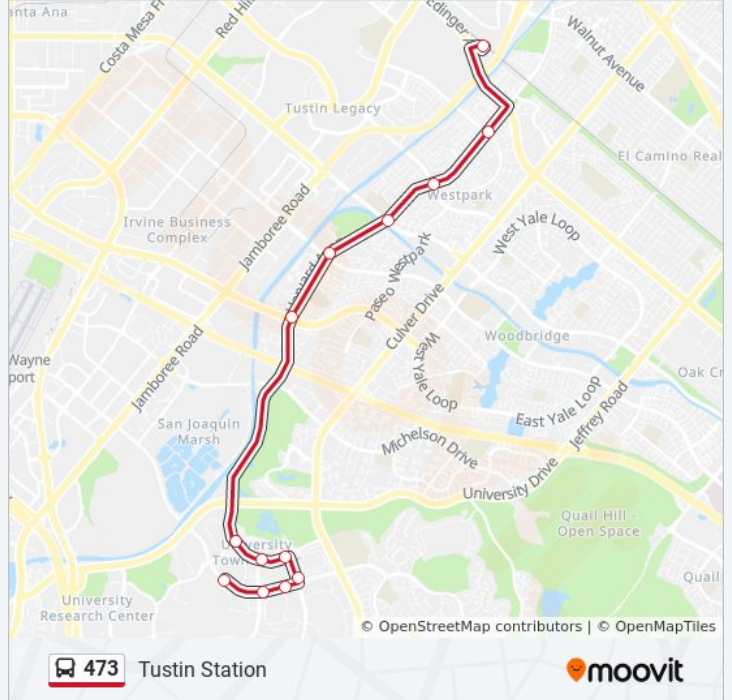 anta Ana
Costa Mesa F
Red Hil
Edinger
Walnut Avenue
Tustin Legacy
El Camino Real
Westpark
Irvine Business
Complex
Jamboree Road
West Yale Loop
Harvard A
Paseo Westpark
Culver Drive
Woodbridge
Wayne
port
Jamboree Road
West Yale Loop
Oak Cr
East Yale Loop
Jeffrey Road
San Joaquin
Marsh
Michelson Drive
University Drive
Quail Hill -
Open Space
University
Town
Quail
University
Research Center
© OpenStreetMap contributors | © OpenMapTiles
473 Tustin Station
moovit